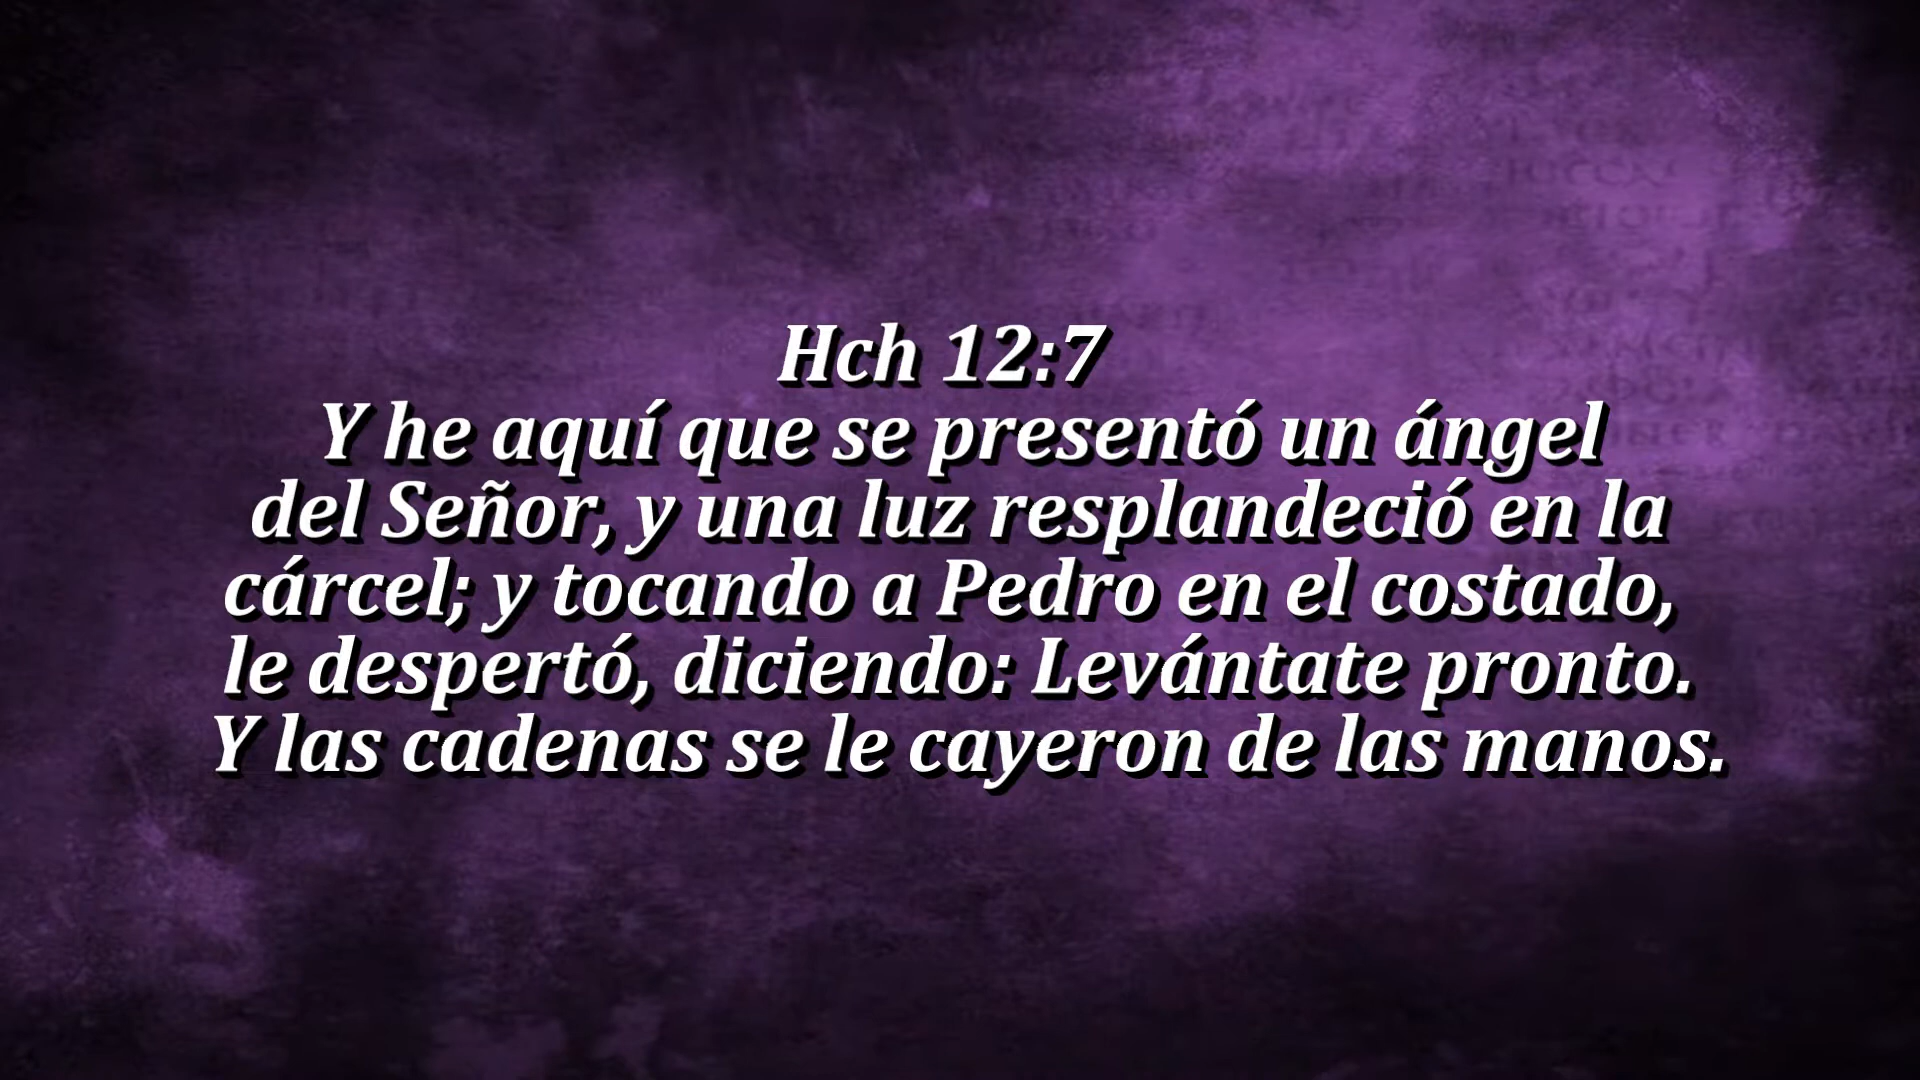 Hch 12:7
Y he aquí que se presentó un ángel
del Señor, y una luz resplandeció en la
cárcel; y tocando a Pedro en el costado,
le despertó, diciendo: Levántate pronto.
Y las cadenas se le cayeron de las manos.